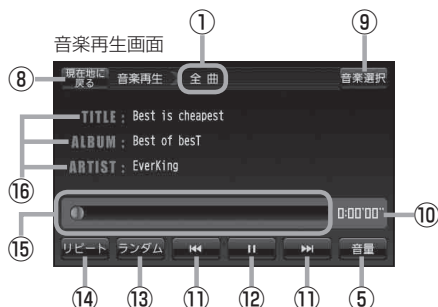 ①
⑨
音楽再生画面
⑧
現在地に
戻る
音楽再生
全 曲
音楽選択
TITLE : Best is cheapest
ALBUM : Best of besT
ARTIST : EverKing
⑯
0:00'00"
⑩
⑮
リピート
ランダム
音量
⑭
⑬
⑪
⑫
⑪
⑤